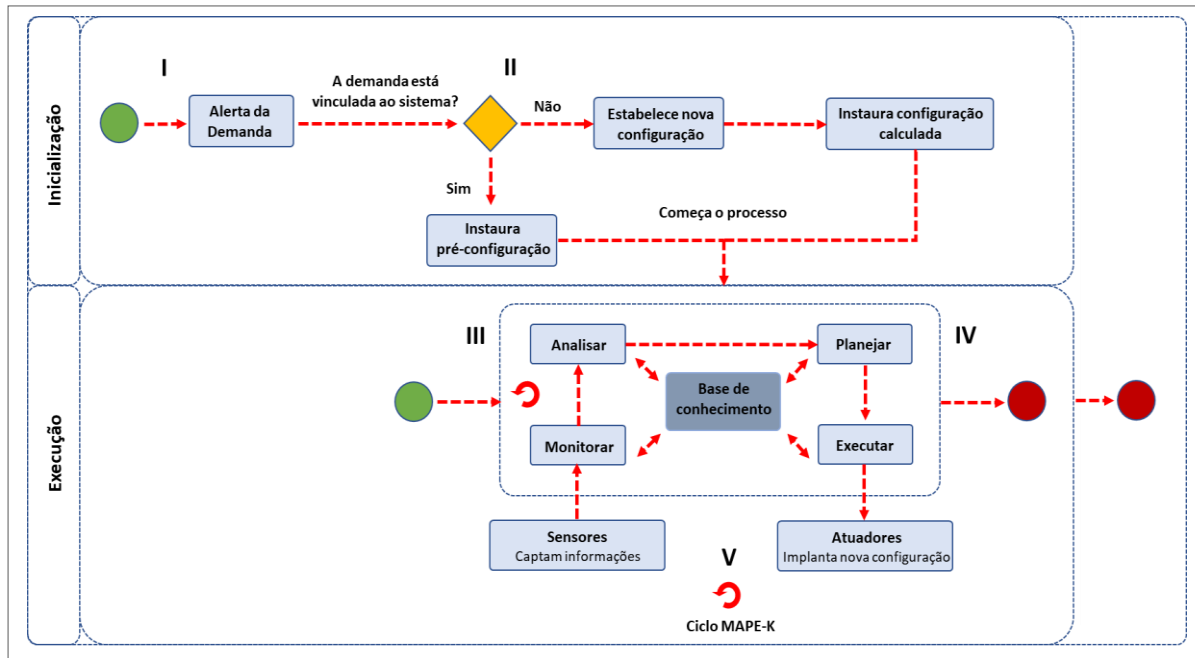 Inicialização
I
Alerta da
Demanda
A demanda está
vinculada ao sistema?
II
Não
Estabelece nova
configuração
Instaura configuração
calculada
Sim
Instaura
pré-configuração
Começa o processo
Execução
III
Analisar
Planejar
IV
Base de
conhecimento
Monitorar
Executar
Sensores
Captam informações
Atuadores
Implanta nova configuração
V
Ciclo MAPE-K